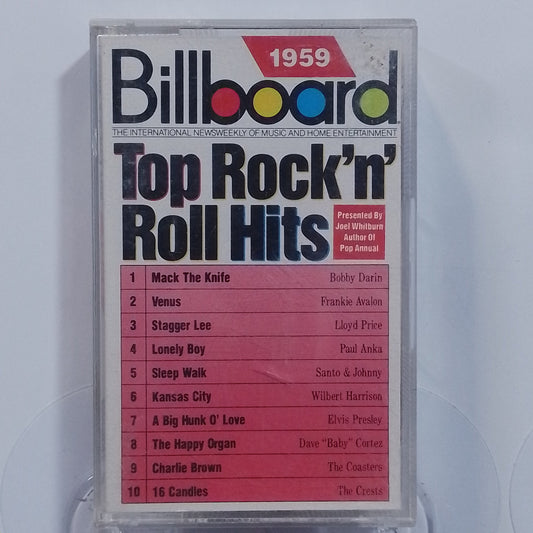 1959
Billboard
THE INTERNATIONAL NEWSWEEKLY OF MUSIC AND HOME ENTERTAINMENT
Top Rock'n'
Roll Hits
Presented By
Joel Whitburn
Author Of
Pop Annual
1 Mack The Knife Bobby Darin
2 Venus Frankie Avalon
3 Stagger Lee Lloyd Price
4 Lonely Boy Paul Anka
5 Sleep Walk Santo & Johnny
6 Kansas City Wilbert Harrison
7 A Big Hunk O' Love Elvis Presley
8 The Happy Organ Dave "Baby" Cortez
9 Charlie Brown The Coasters
10 16 Candles The Crests